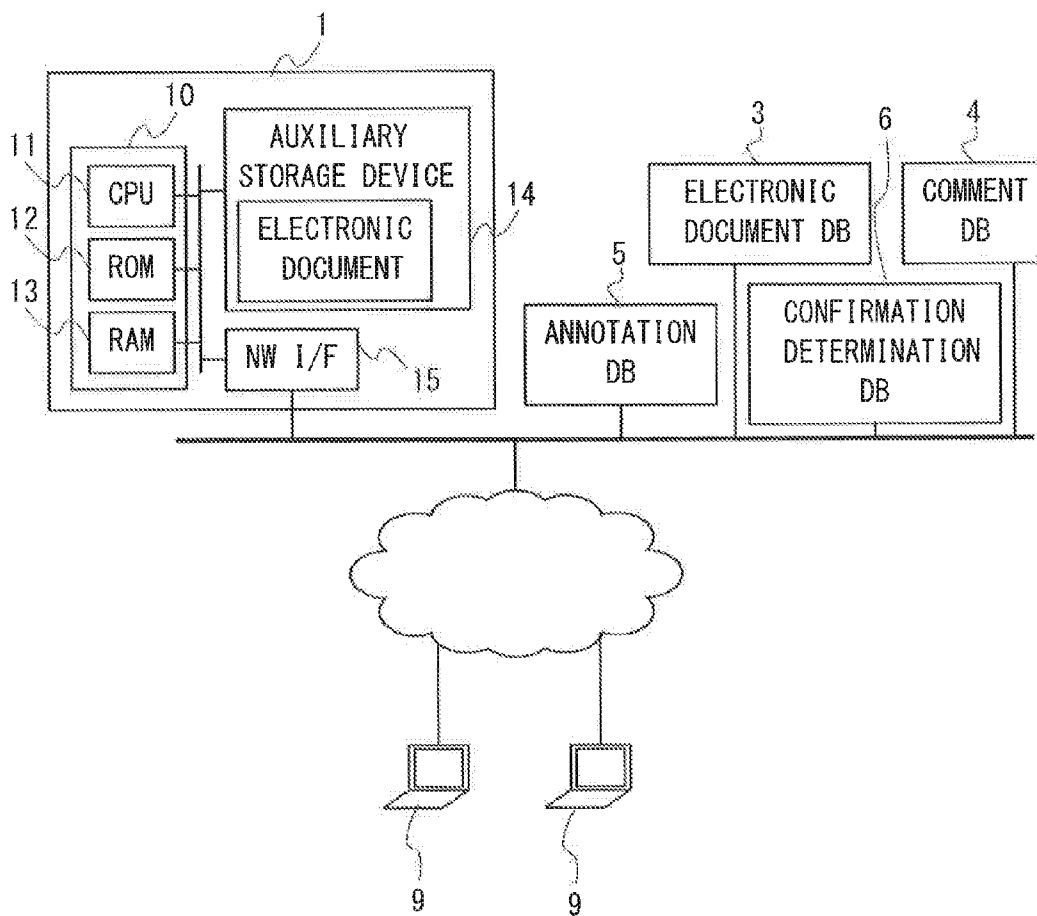 1
10
11
CPU
12
ROM
13
RAM
AUXILIARY
STORAGE DEVICE
ELECTRONIC
DOCUMENT
14
NW I/F
15
3
ELECTRONIC
DOCUMENT DB
6
4
COMMENT
DB
5
ANNOTATION
DB
CONFIRMATION
DETERMINATION
DB
9
9